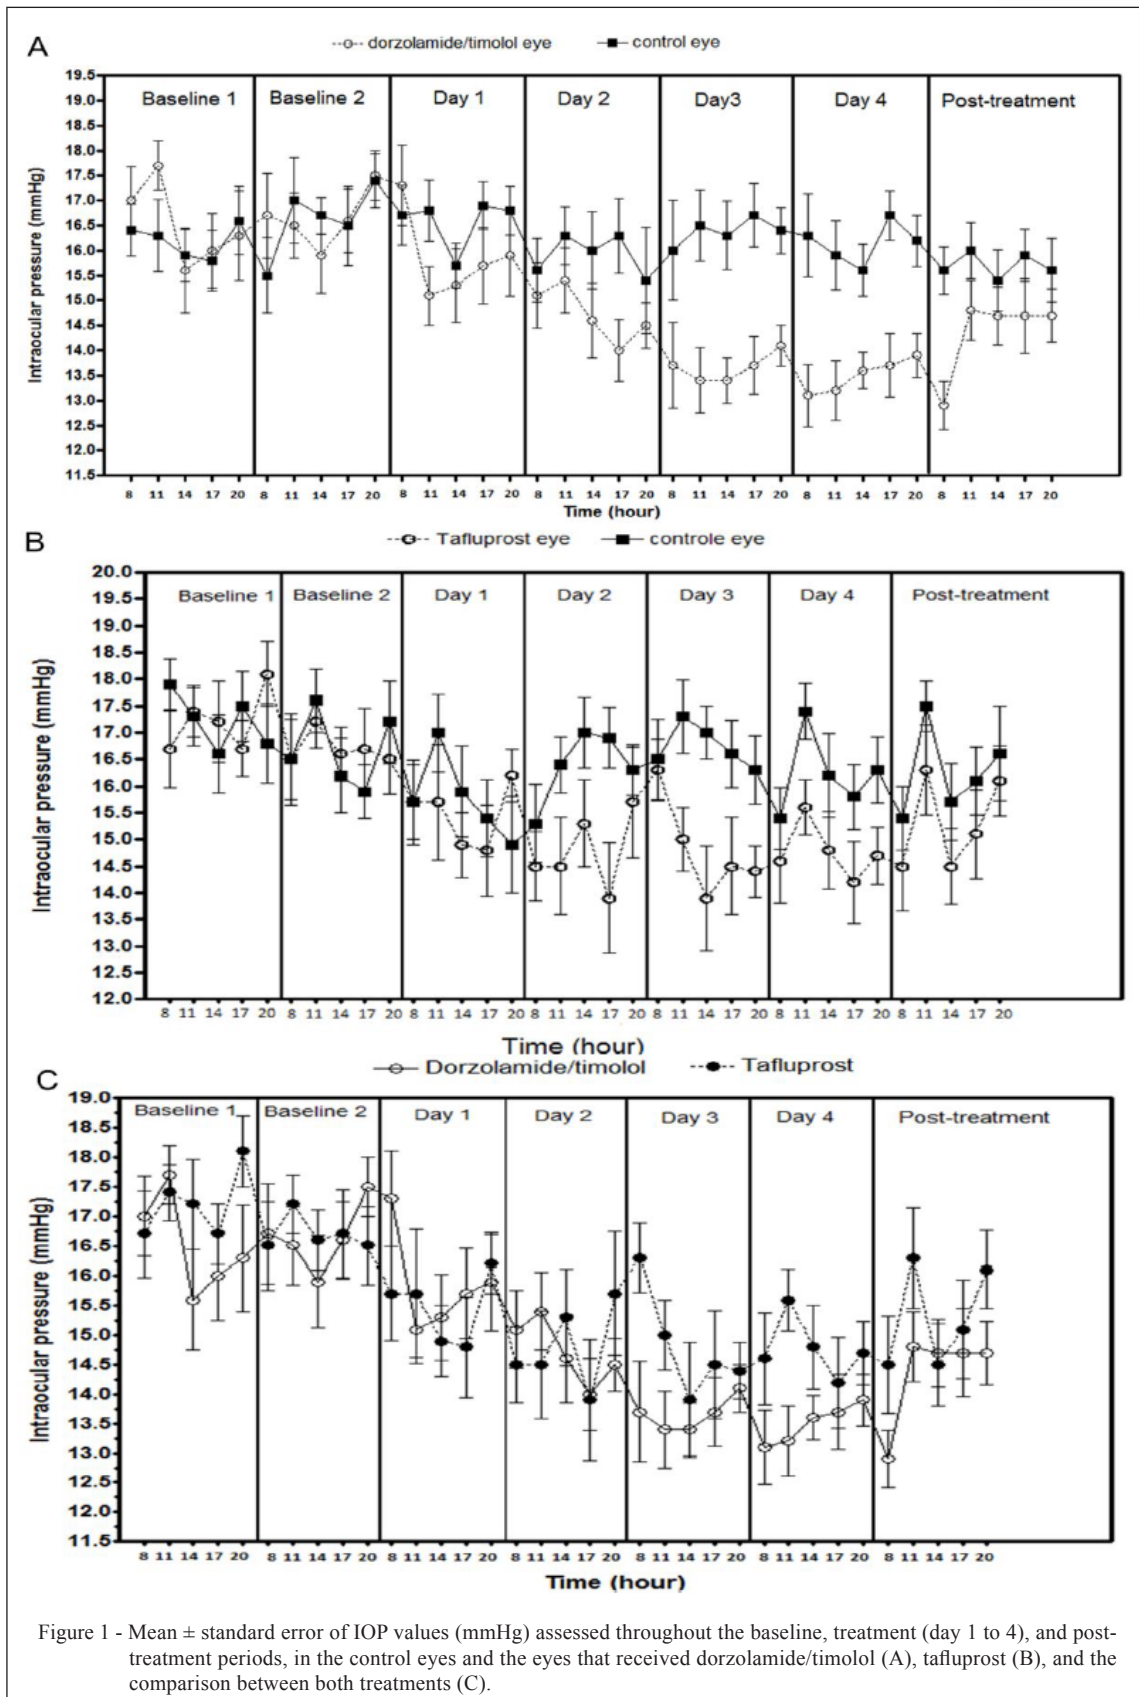 A
dorzolamide/timolol eye control eye
19.5
19.0
18.5
18.0
17.5
17.0
16.5
16.0
15.5
15.0
14.5
14.0
13.5
13.0
12.5
12.0
11.5
Intraocular pressure (mmHg)
Baseline 1 Baseline 2 Day 1 Day 2 Day3 Day 4 Post-treatment
8 11 14 17 20 8 11 14 17 20 8 11 14 17 20 8 11 14 17 20 8 11 14 17 20 8 11 14 17 20 8 11 14 17 20
Time (hour)
B
Tafluprost eye controle eye
20.0
19.5
19.0
18.5
18.0
17.5
17.0
16.5
16.0
15.5
15.0
14.5
14.0
13.5
13.0
12.5
12.0
Intraocular pressure (mmHg)
Baseline 1 Baseline 2 Day 1 Day 2 Day 3 Day 4 Post-treatment
8 11 14 17 20 8 11 14 17 20 8 11 14 17 20 8 11 14 17 20 8 11 14 17 20 8 11 14 17 20 8 11 14 17 20
Time (hour)
C
Dorzolamide/timolol Tafluprost
19.0
18.5
18.0
17.5
17.0
16.5
16.0
15.5
15.0
14.5
14.0
13.5
13.0
12.5
12.0
11.5
Intraocular pressure (mmHg)
Baseline 1 Baseline 2 Day 1 Day 2 Day 3 Day 4 Post-treatment
8 11 14 17 20 8 11 14 17 20 8 11 14 17 20 8 11 14 17 20 8 11 14 17 20 8 11 14 17 20 8 11 14 17 20
Time (hour)
Figure 1 - Mean ± standard error of IOP values (mmHg) assessed throughout the baseline, treatment (day 1 to 4), and post-
treatment periods, in the control eyes and the eyes that received dorzolamide/timolol (A), tafluprost (B), and the
comparison between both treatments (C).